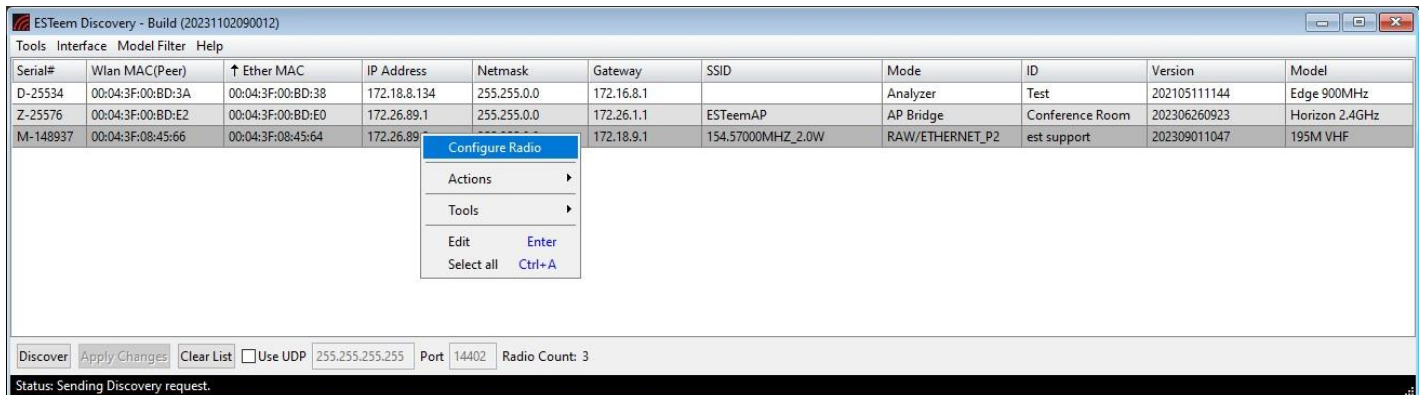 ESTeem Discovery - Build (20231102090012)
Tools Interface Model Filter Help
Serial# Wlan MAC(Peer) ↑ Ether MAC IP Address Netmask Gateway SSID Mode ID Version Model
D-25534 00:04:3F:00:BD:3A 00:04:3F:00:BD:38 172.18.8.134 255.255.0.0 172.16.8.1 Analyzer Test 202105111144 Edge 900MHz
Z-25576 00:04:3F:00:BD:E2 00:04:3F:00:BD:E0 172.26.89.1 255.255.0.0 172.26.1.1 ESTeemAP AP Bridge Conference Room 202306260923 Horizon 2.4GHz
M-148937 00:04:3F:08:45:66 00:04:3F:08:45:64 172.26.89 172.18.9.1 154.57000MHZ_2.0W RAW/ETHERNET_P2 est support 202309011047 195M VHF
Configure Radio
Actions
Tools
Edit Enter
Select all Ctrl+A
Discover Apply Changes Clear List Use UDP 255.255.255.255 Port 14402 Radio Count: 3
Status: Sending Discovery request.